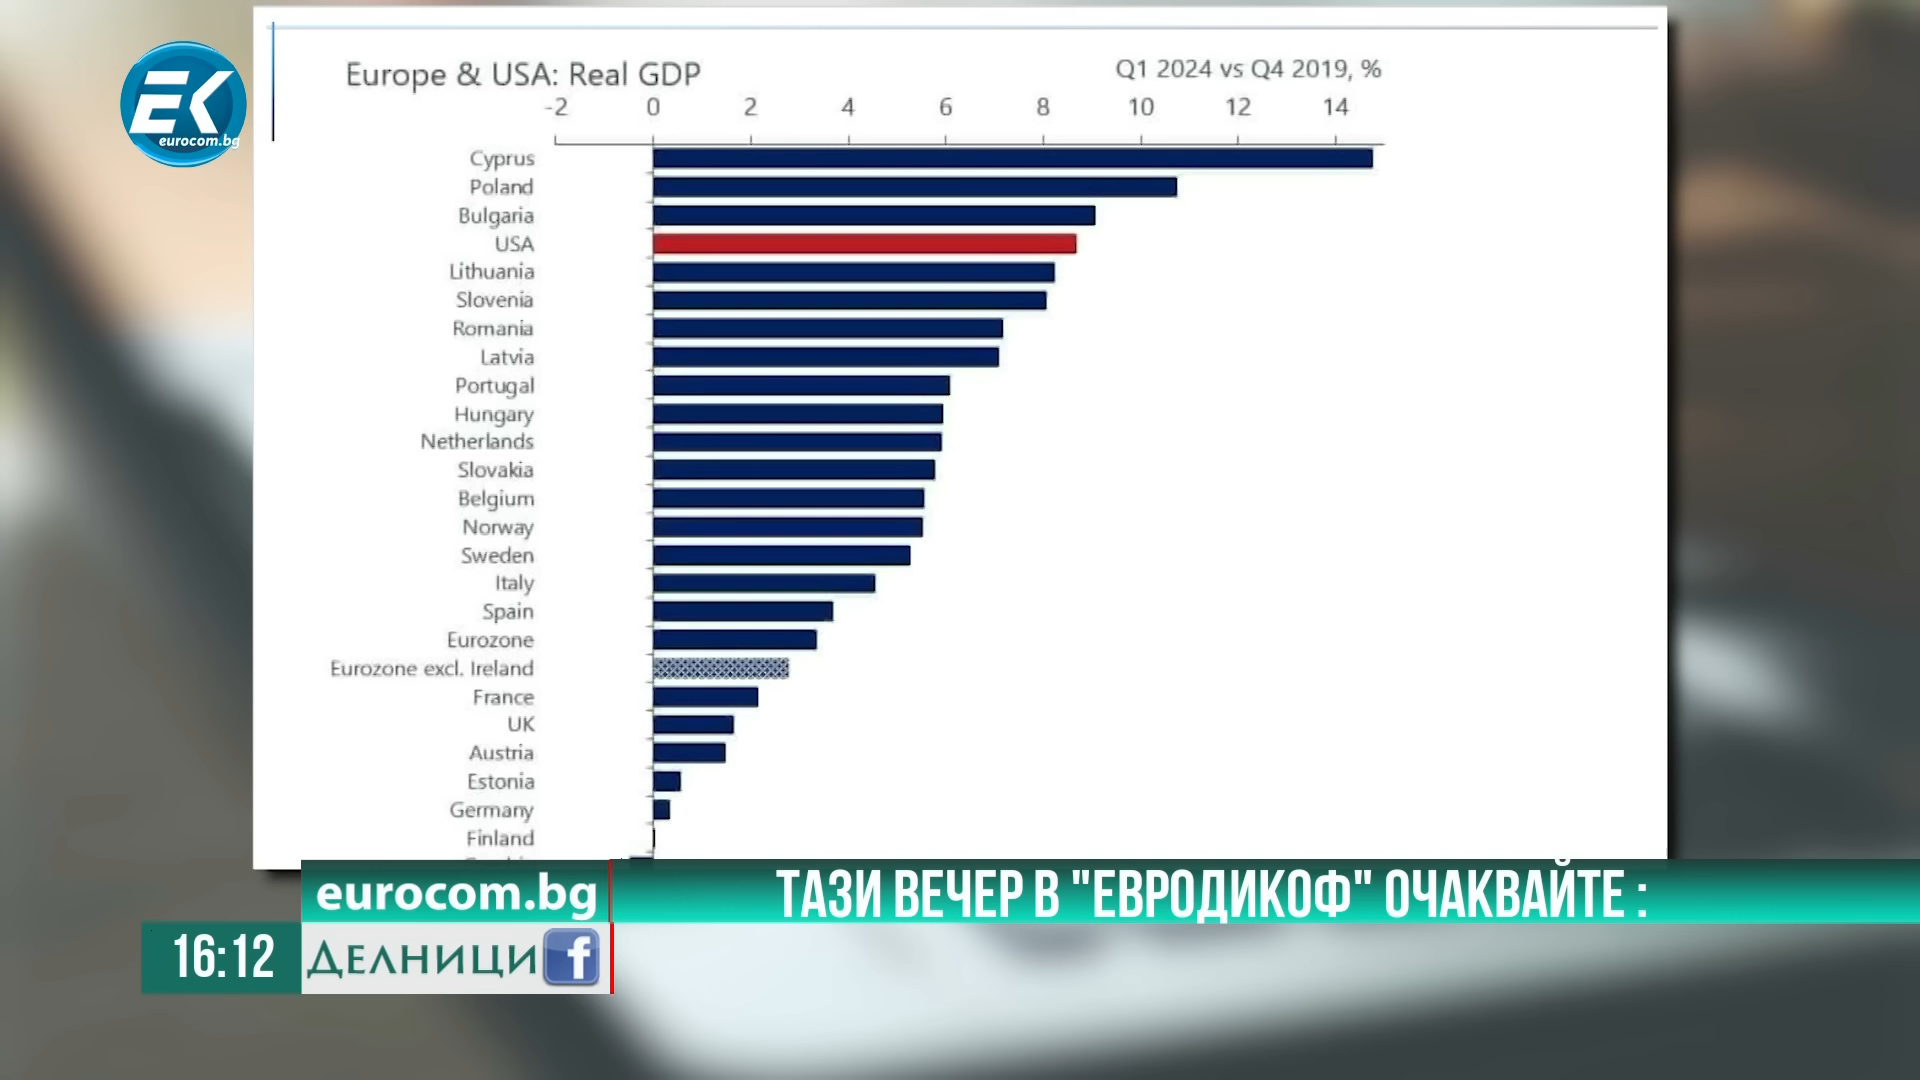 EK
eurocom.bg
Europe & USA: Real GDP
Q1 2024 vs Q4 2019, %
-2 0 2 4 6 8 10 12 14
Cyprus
Poland
Bulgaria
USA
Lithuania
Slovenia
Romania
Latvia
Portugal
Hungary
Netherlands
Slovakia
Belgium
Norway
Sweden
Italy
Spain
Eurozone
Eurozone excl. Ireland
France
UK
Austria
Estonia
Germany
Finland
eurocom.bg
ТАЗИ ВЕЧЕР В "ЕВРОДИКОФ" ОЧАКВАЙТЕ :
16:12
ДЕЛНИЦИ f